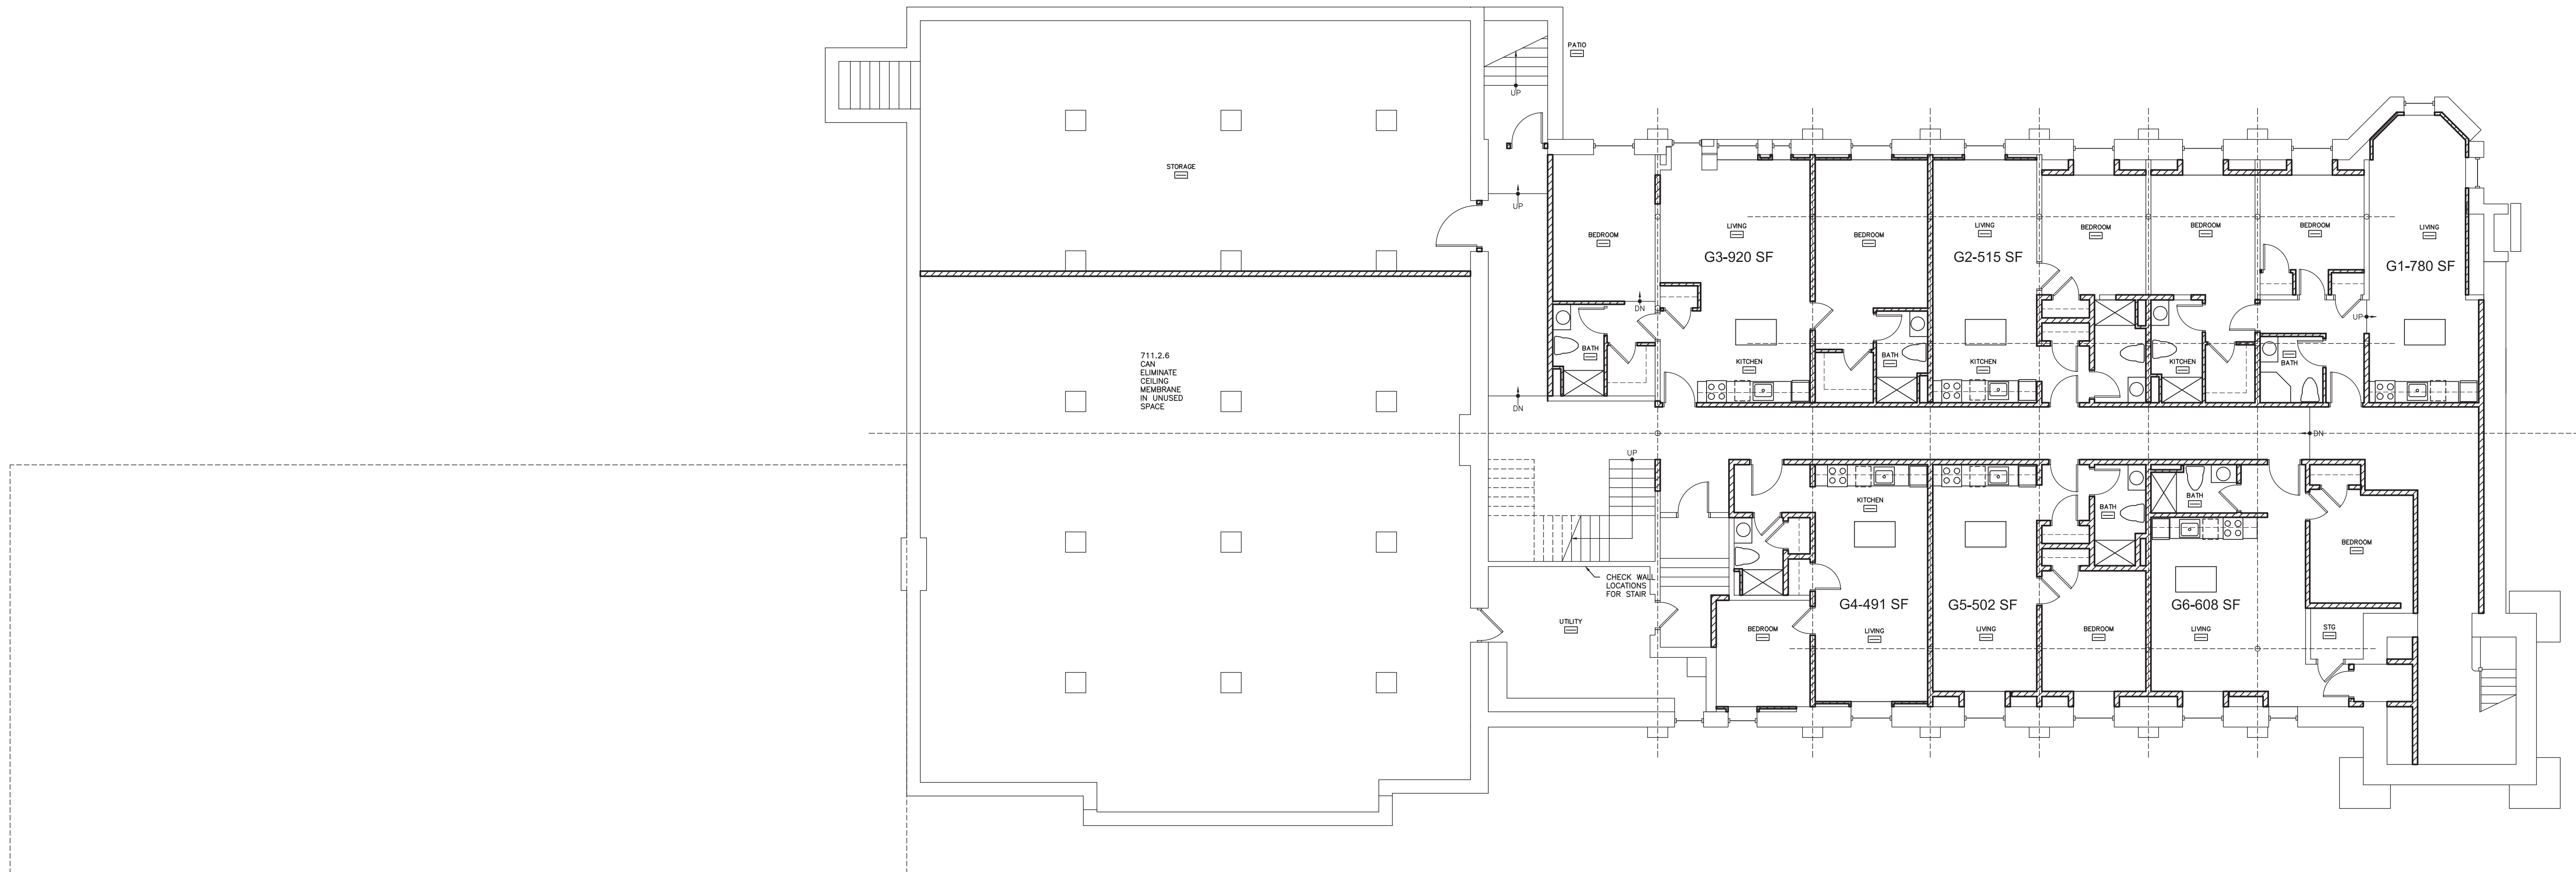 PATIO
UP
STORAGE
UP
BEDROOM
LIVING
G3-920 SF
BEDROOM
LIVING
G2-515 SF
BEDROOM
BEDROOM
BEDROOM
LIVING
G1-780 SF
DN
UP
BATH
KITCHEN
BATH
KITCHEN
KITCHEN
BATH
711.2.6
CAN
ELIMINATE
CEILING
MEMBRANE
IN UNUSED
SPACE
DN
DN
UP
KITCHEN
BATH
BATH
BEDROOM
CHECK WALL
LOCATIONS
FOR STAIR
G4-491 SF
G5-502 SF
G6-608 SF
UTILITY
BEDROOM
LIVING
LIVING
BEDROOM
LIVING
STG